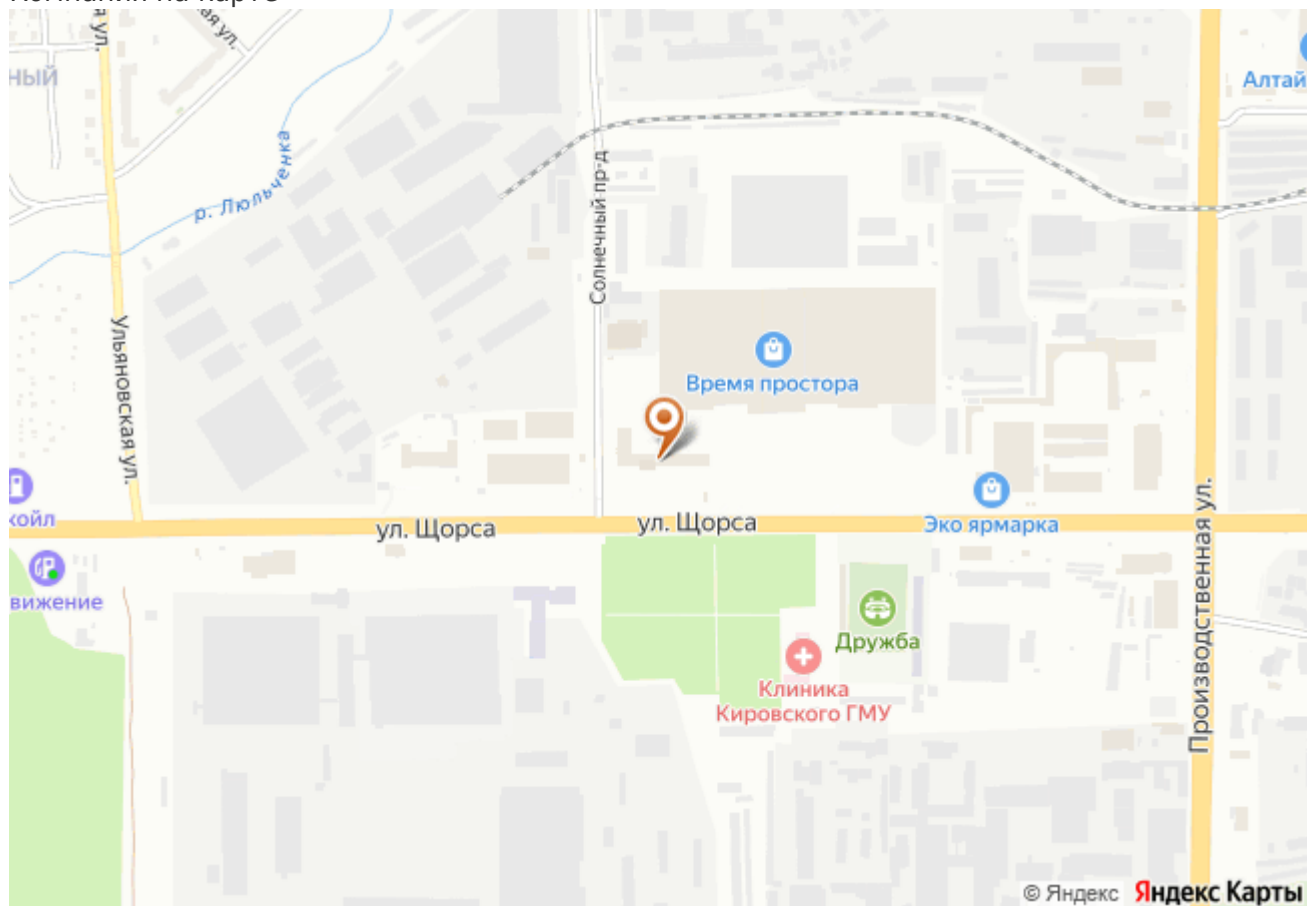 ая ул.
ул.
ный
Алтай
р. Люльченка
Солнечный пр-д
Ульяновская ул.
Время простора
койл
ул. Щорса
ул. Щорса
Эко ярмарка
Производственная ул.
вижение
Дружба
Клиника
Кировского ГМУ
© Яндекс Яндекс Карты